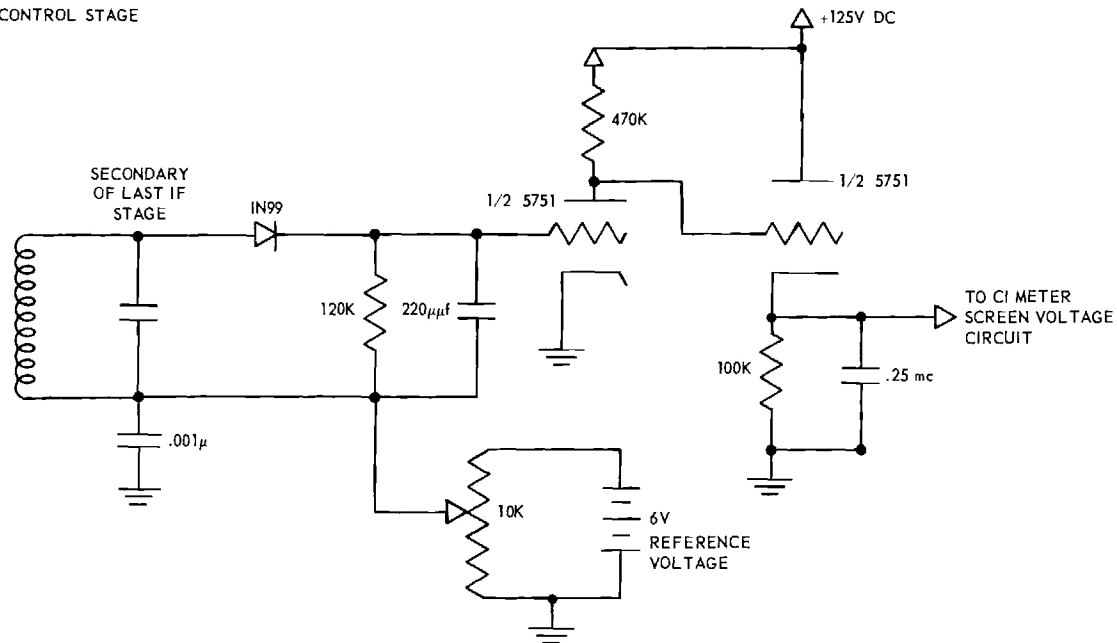 CONTROL STAGE
+125V DC
470K
SECONDARY
OF LAST IF
STAGE
IN99
1/2 5751
1/2 5751
120K
220μμf
TO CI METER
SCREEN VOLTAGE
CIRCUIT
100K
.25 mc
.001μ
10K
6V
REFERENCE
VOLTAGE